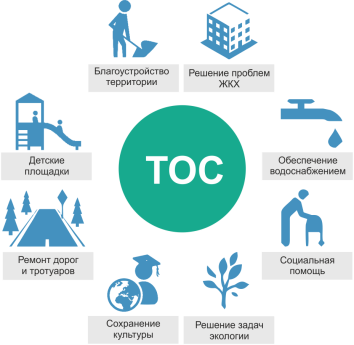 Благоустройство
территории
Решение проблем
ЖКХ
Детские
площадки
ТОС
Обеспечение
водоснабжением
Ремонт дорог
и тротуаров
Социальная
помощь
Сохранение
культуры
Решение задач
экологии